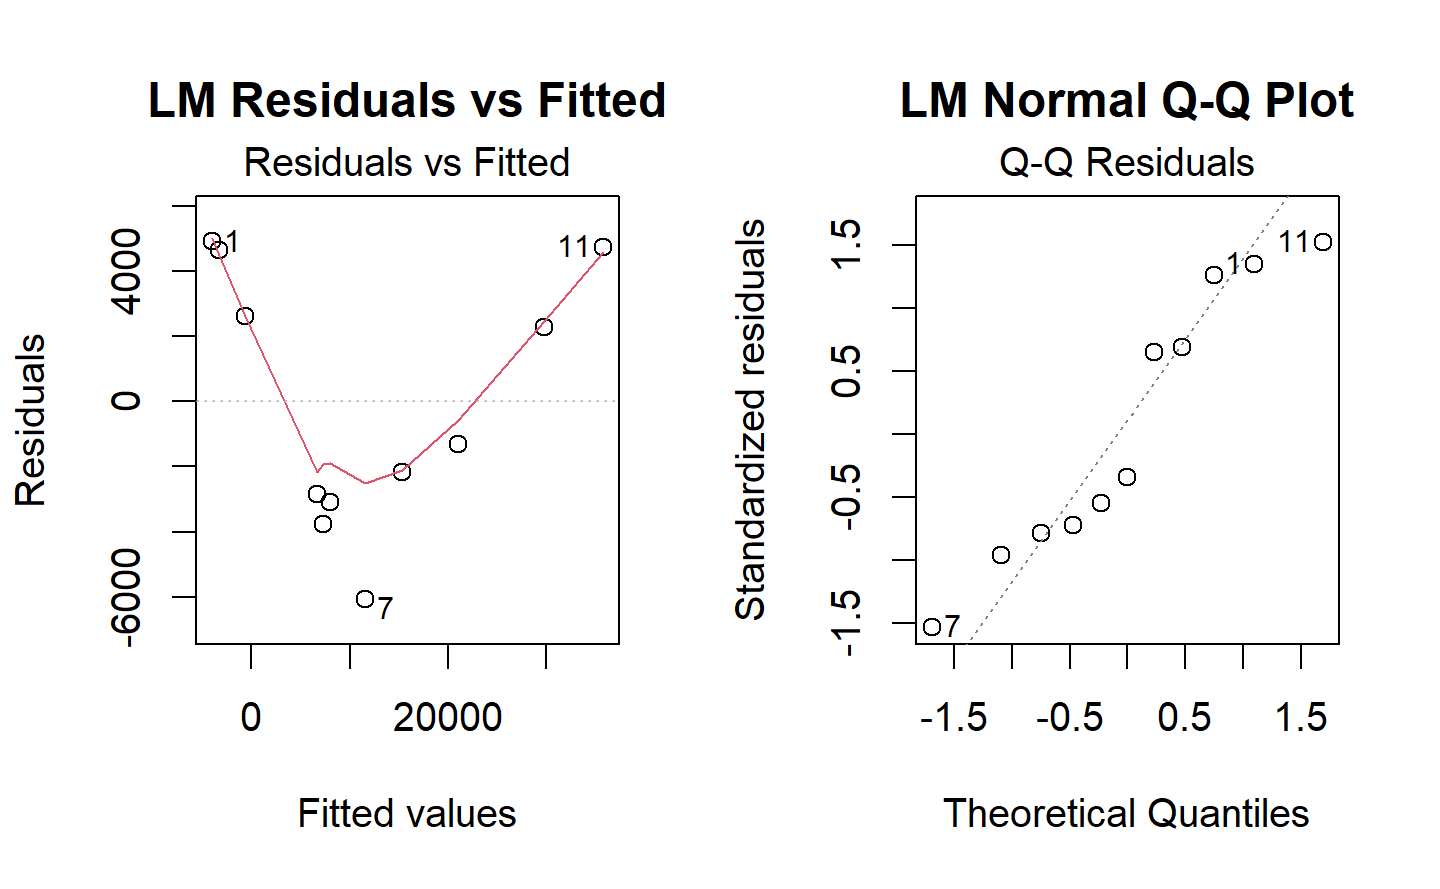 LM Residuals vs Fitted
Residuals vs Fitted
Residuals
4000
0
-6000
1
11
7
0
20000
Fitted values
LM Normal Q-Q Plot
Q-Q Residuals
Standardized residuals
1.5
0.5
-0.5
-1.5
11
1
7
-1.5
-0.5
0.5
1.5
Theoretical Quantiles